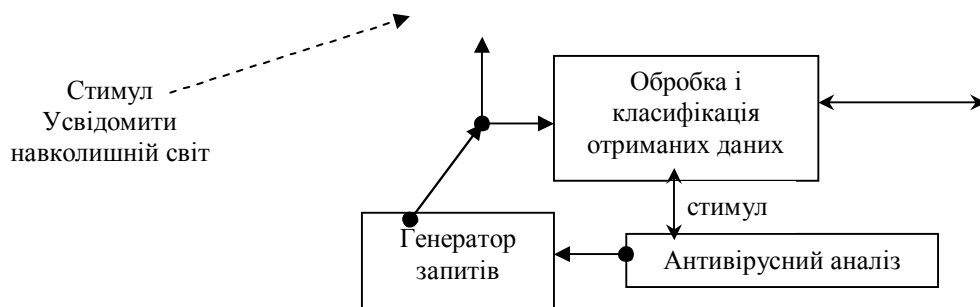 Стимул
Усвідомити
навколишній світ
Обробка і
класифікація
отриманих даних
стимул
Генератор
запитів
Антивірусний аналіз